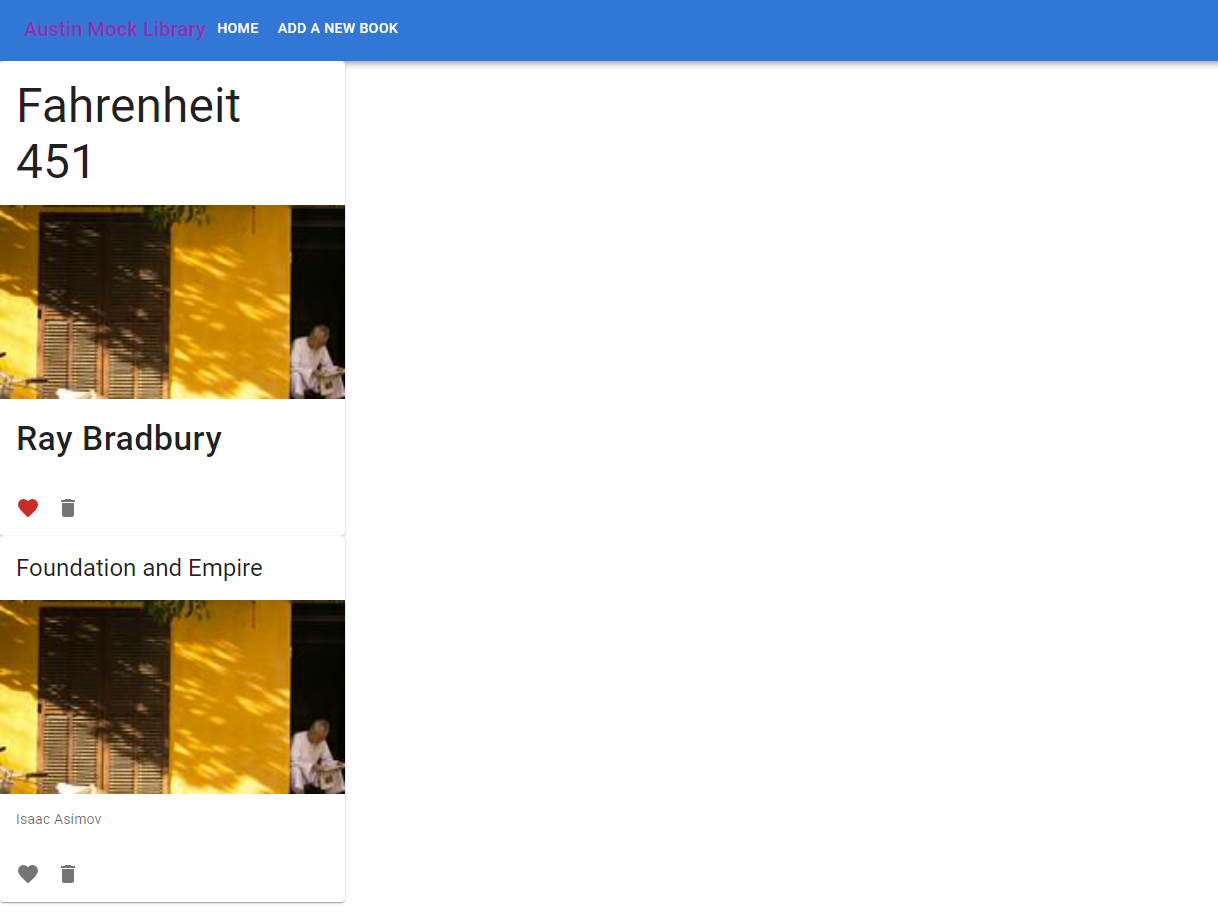 Austin Mock Library HOME ADD A NEW BOOK
Fahrenheit
451
Ray Bradbury
Foundation and Empire
Isaac Asimov